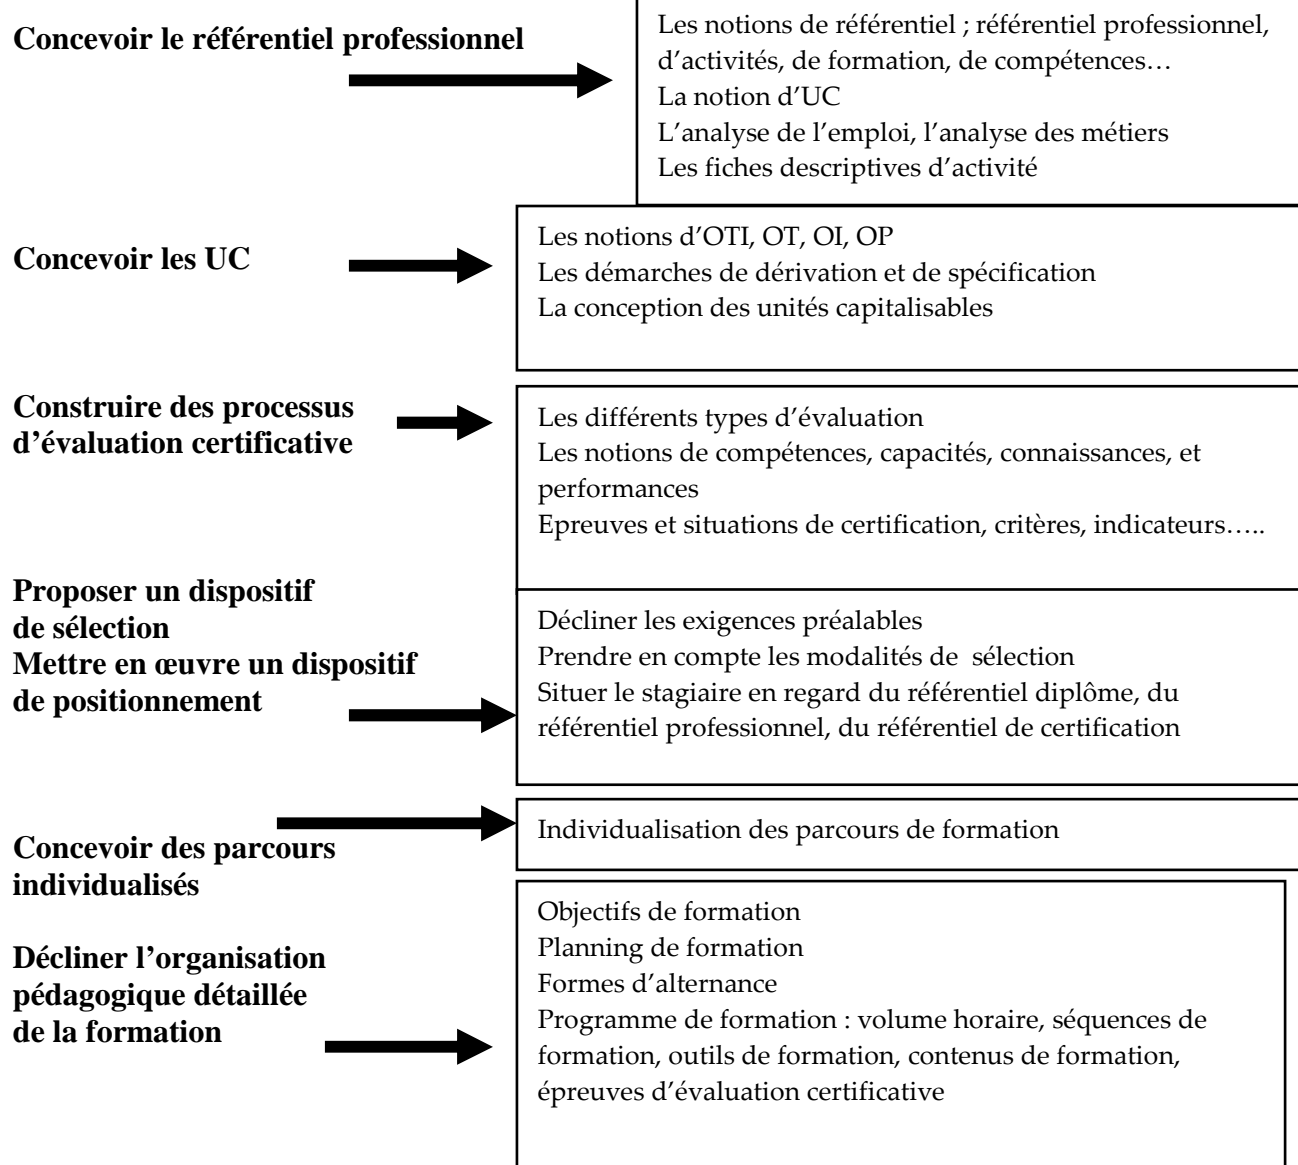 Concevoir le référentiel professionnel
Les notions de référentiel ; référentiel professionnel,
d’activités, de formation, de compétences…
La notion d’UC
L’analyse de l’emploi, l’analyse des métiers
Les fiches descriptives d’activité
Concevoir les UC
Les notions d’OTI, OT, OI, OP
Les démarches de dérivation et de spécification
La conception des unités capitalisables
Construire des processus
d’évaluation certificative
Les différents types d’évaluation
Les notions de compétences, capacités, connaissances, et
performances
Epreuves et situations de certification, critères, indicateurs…..
Proposer un dispositif
de sélection
Mettre en œuvre un dispositif
de positionnement
Décliner les exigences préalables
Prendre en compte les modalités de  sélection
Situer le stagiaire en regard du référentiel diplôme, du
référentiel professionnel, du référentiel de certification
Concevoir des parcours
individualisés
Individualisation des parcours de formation
Décliner l’organisation
pédagogique détaillée
de la formation
Objectifs de formation
Planning de formation
Formes d’alternance
Programme de formation : volume horaire, séquences de
formation, outils de formation, contenus de formation,
épreuves d’évaluation certificative